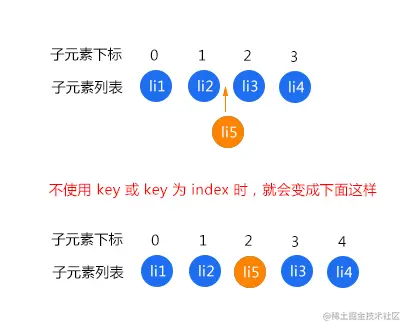 子元素下标 0 1 2 3
子元素列表 li1 li2 li3 li4
li5
不使用 key 或 key 为 index 时，就会变成下面这样
子元素下标 0 1 2 3 4
子元素列表 li1 li2 li5 li3 li4
@稀土掘金技术社区